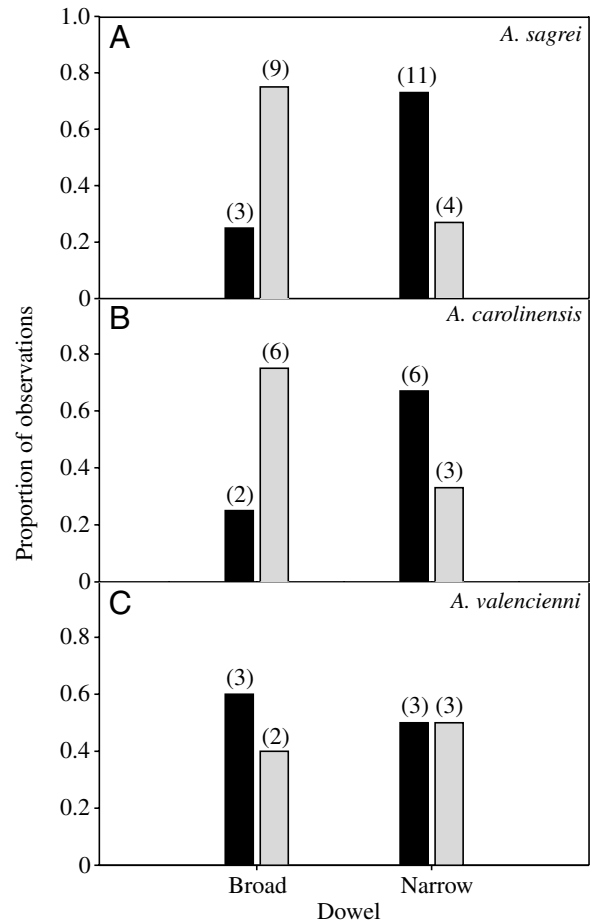 A
A. sagrei
1.0
0.8
0.6
0.4
0.2
0
(3)
(9)
(11)
(4)
B
A. carolinensis
0.8
0.6
0.4
0.2
0
(2)
(6)
(6)
(3)
C
A. valencienni
0.8
0.6
0.4
0.2
0
(3)
(2)
(3)
(3)
Proportion of observations
Broad
Narrow
Dowel